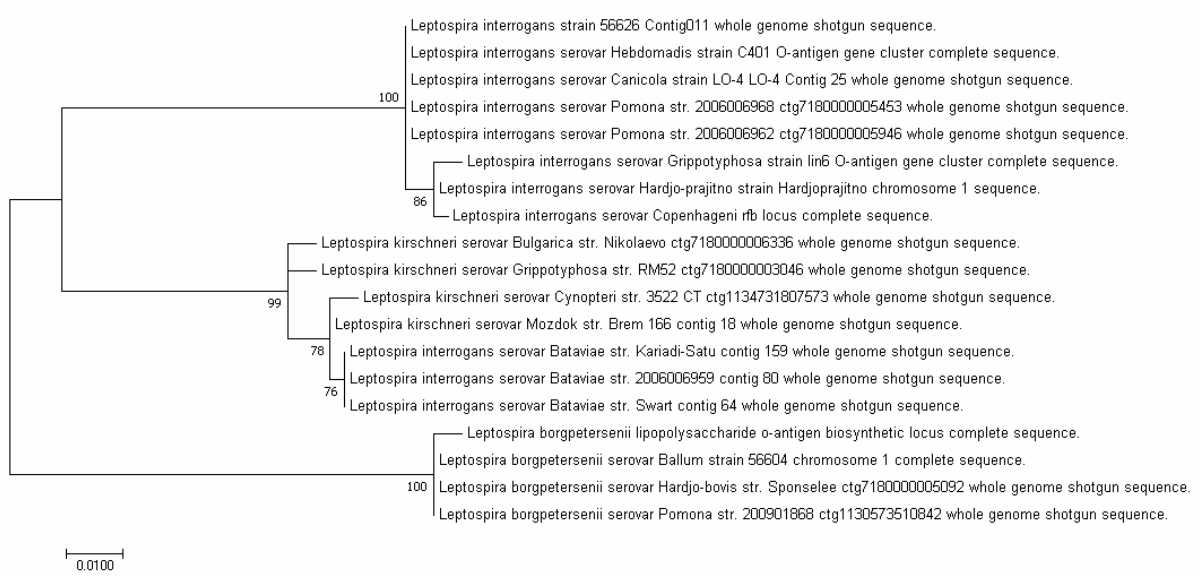 Leptospira interrogans strain 56626 Contig011 whole genome shotgun sequence.
Leptospira interrogans serovar Hebdomadis strain C401 O-antigen gene cluster complete sequence.
Leptospira interrogans serovar Canicola strain LO-4 LO-4 Contig 25 whole genome shotgun sequence.
100
Leptospira interrogans serovar Pomona str. 2006006968 ctg7180000005453 whole genome shotgun sequence.
Leptospira interrogans serovar Pomona str. 2006006962 ctg7180000005946 whole genome shotgun sequence.
Leptospira interrogans serovar Grippotyphosa strain lin6 O-antigen gene cluster complete sequence.
Leptospira interrogans serovar Hardjo-prajitno strain Hardjoprajitno chromosome 1 sequence.
86
Leptospira interrogans serovar Copenhageni rfb locus complete sequence.
Leptospira kirschneri serovar Bulgarica str. Nikolaevo ctg7180000006336 whole genome shotgun sequence.
Leptospira kirschneri serovar Grippotyphosa str. RM52 ctg7180000003046 whole genome shotgun sequence.
99
Leptospira kirschneri serovar Cynopteri str. 3522 CT ctg1134731807573 whole genome shotgun sequence.
Leptospira kirschneri serovar Mozdok str. Brem 166 contig 18 whole genome shotgun sequence.
78
Leptospira interrogans serovar Bataviae str. Kariadi-Satu contig 159 whole genome shotgun sequence.
Leptospira interrogans serovar Bataviae str. 2006006959 contig 80 whole genome shotgun sequence.
76
Leptospira interrogans serovar Bataviae str. Swart contig 64 whole genome shotgun sequence.
Leptospira borgpetersenii lipopolysaccharide o-antigen biosynthetic locus complete sequence.
Leptospira borgpetersenii serovar Ballum strain 56604 chromosome 1 complete sequence.
100
Leptospira borgpetersenii serovar Hardjo-bovis str. Sponselee ctg7180000005092 whole genome shotgun sequence.
Leptospira borgpetersenii serovar Pomona str. 200901868 ctg1130573510842 whole genome shotgun sequence.
0.0100